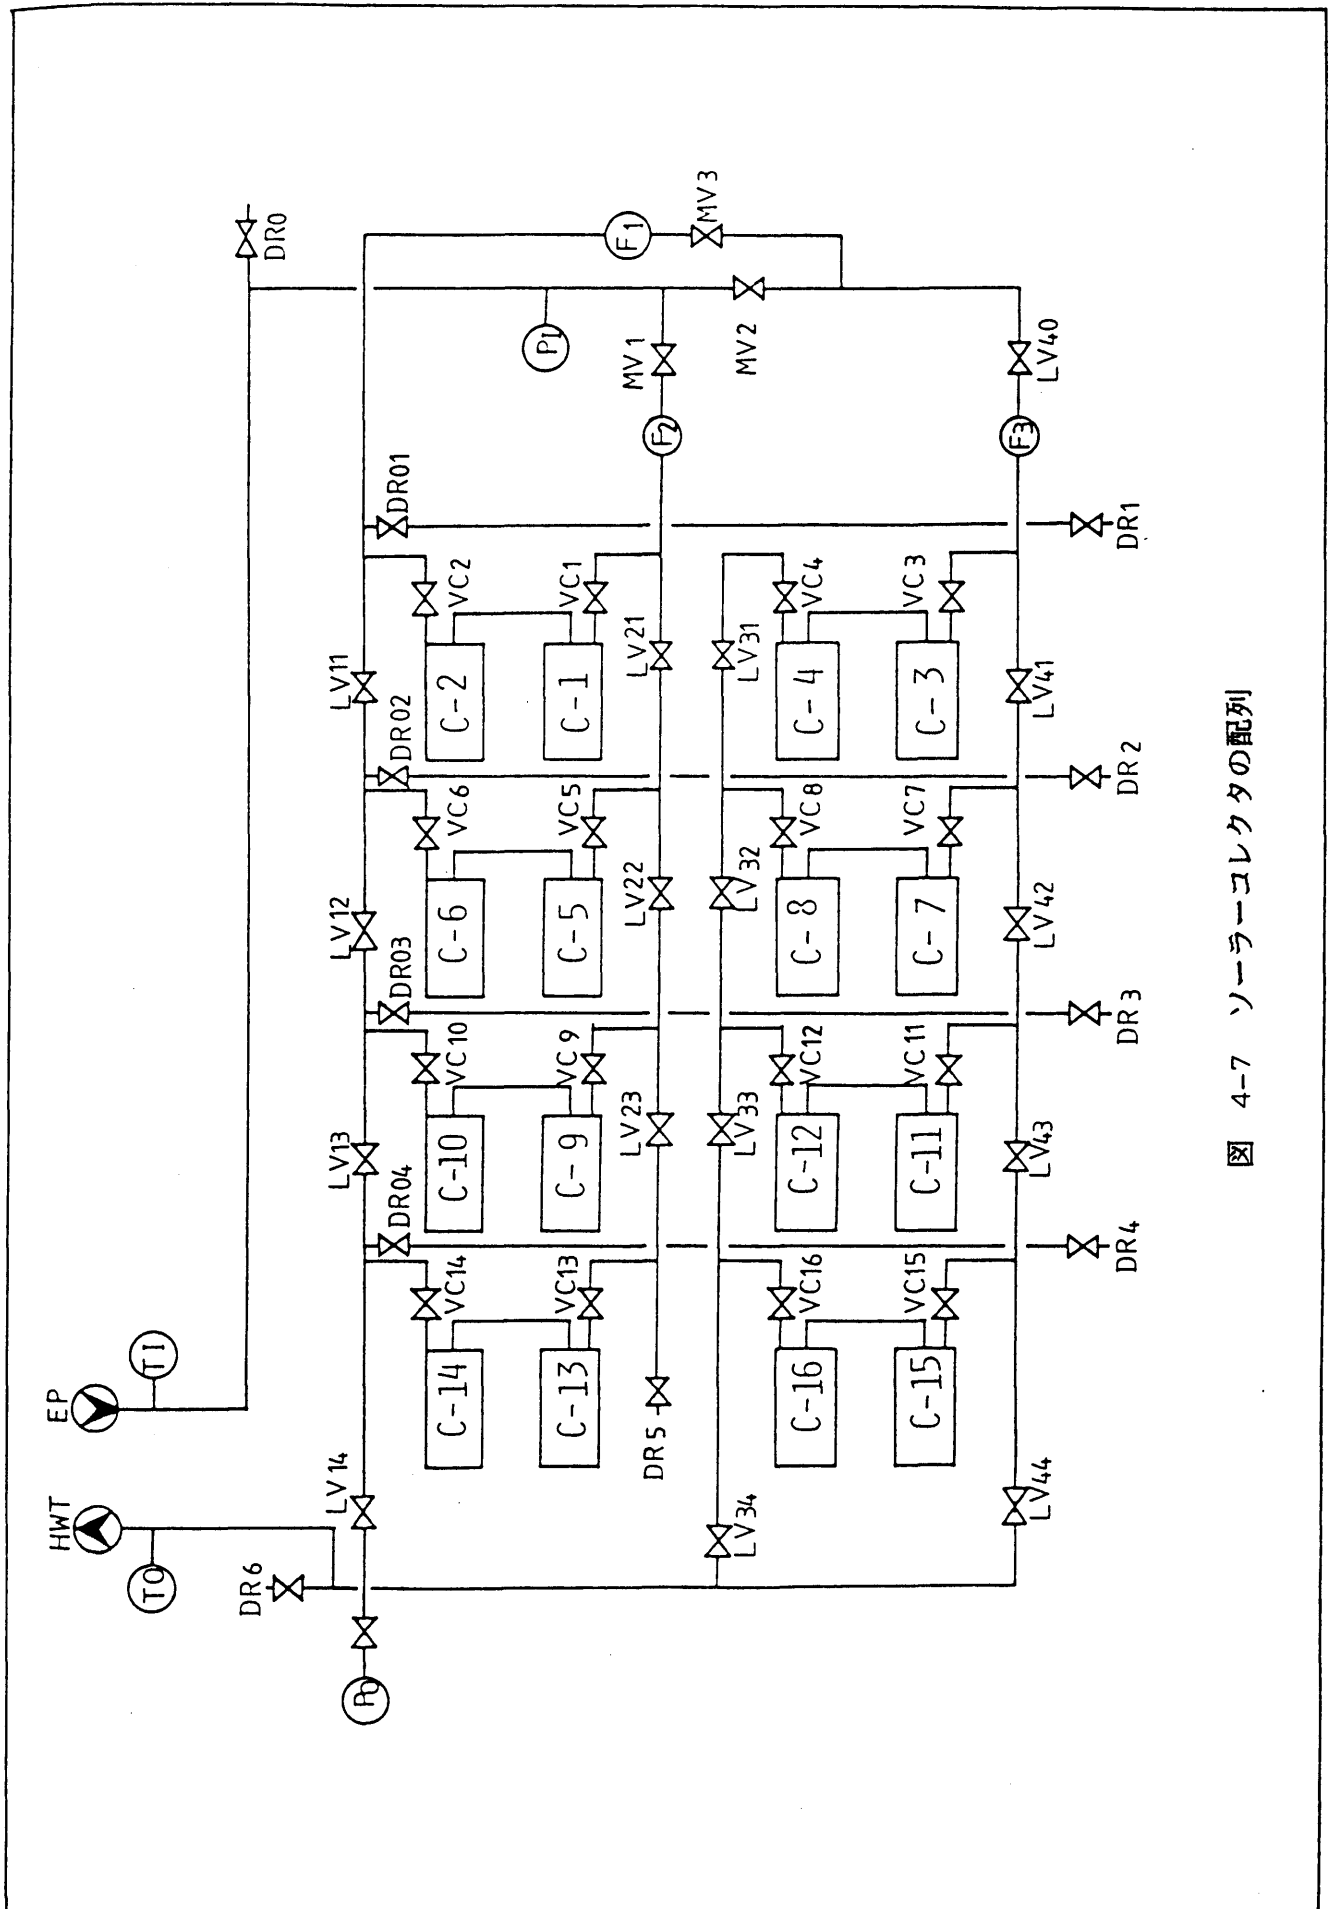 HWT
EP
TO
TI
DR6
DR0
PO
LV14
LV13
LV12
LV11
DR04
DR03
DR02
DR01
VC14
VC10
VC6
VC2
C-14
C-10
C-6
C-2
F1
MV3
PI
C-13
C-9
C-5
C-1
VC13
VC9
VC5
VC1
DR5
LV23
LV22
LV21
F2
MV1
MV2
LV34
LV33
LV32
LV31
C-16
C-12
C-8
C-4
VC16
VC12
VC8
VC4
C-15
C-11
C-7
C-3
VC15
VC11
VC7
VC3
LV44
LV43
LV42
LV41
F3
LV40
DR4
DR3
DR2
DR1
図 4-7 ソーラーコレクタの配列